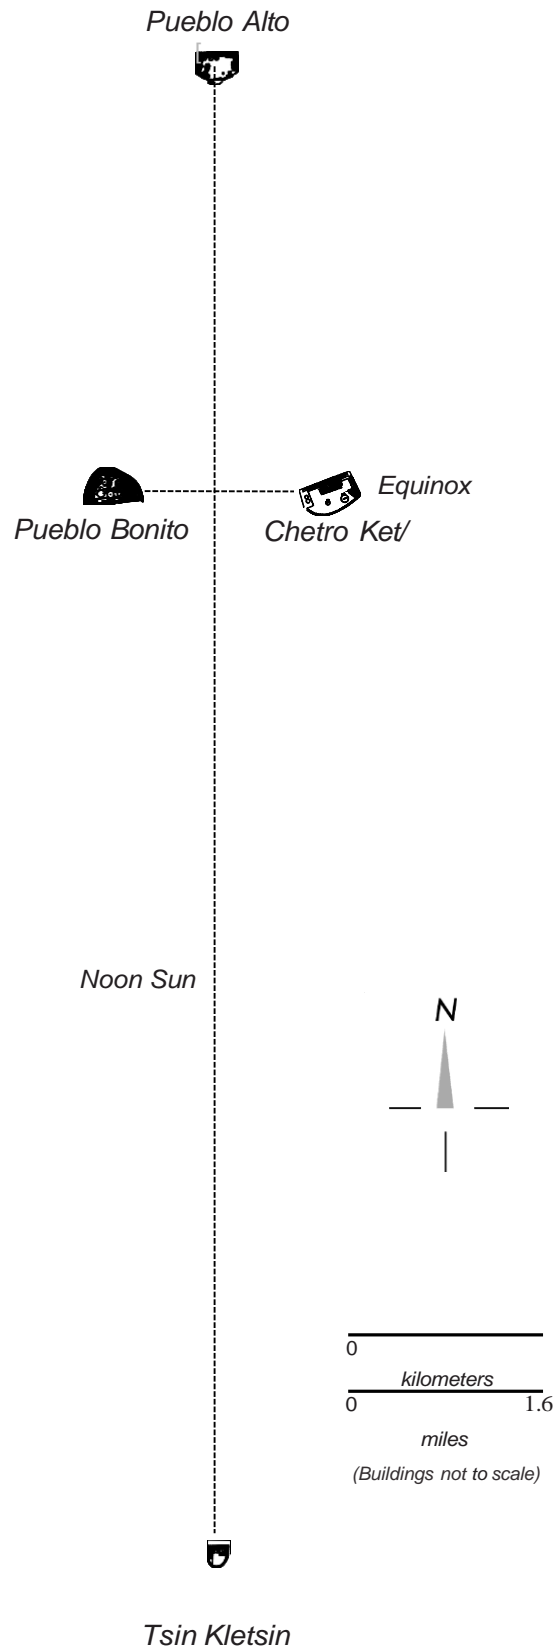 Pueblo Alto
Equinox
Pueblo Bonito
Chetro Ket/
Noon Sun
N
0
kilometers
0 1.6
miles
(Buildings not to scale)
Tsin Kletsin